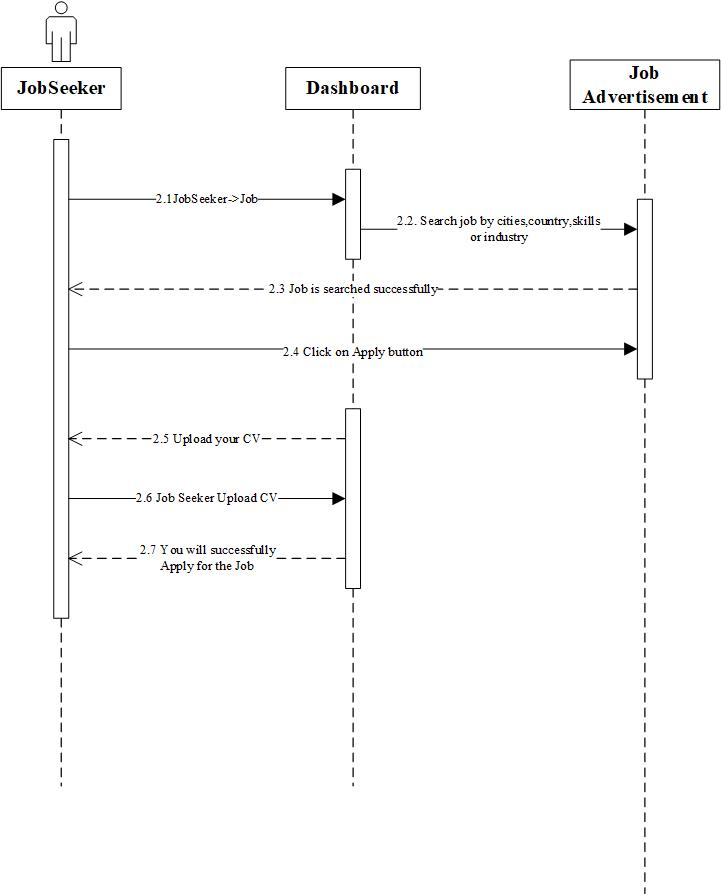 JobSeeker
Dashboard
Job
Advertisement
2.1JobSeeker->Job
2.2. Search job by cities,country,skills
or industry
2.3 Job is searched successfully
2.4 Click on Apply button
2.5 Upload your CV
2.6 Job Seeker Upload CV
2.7 You will successfully
Apply for the Job